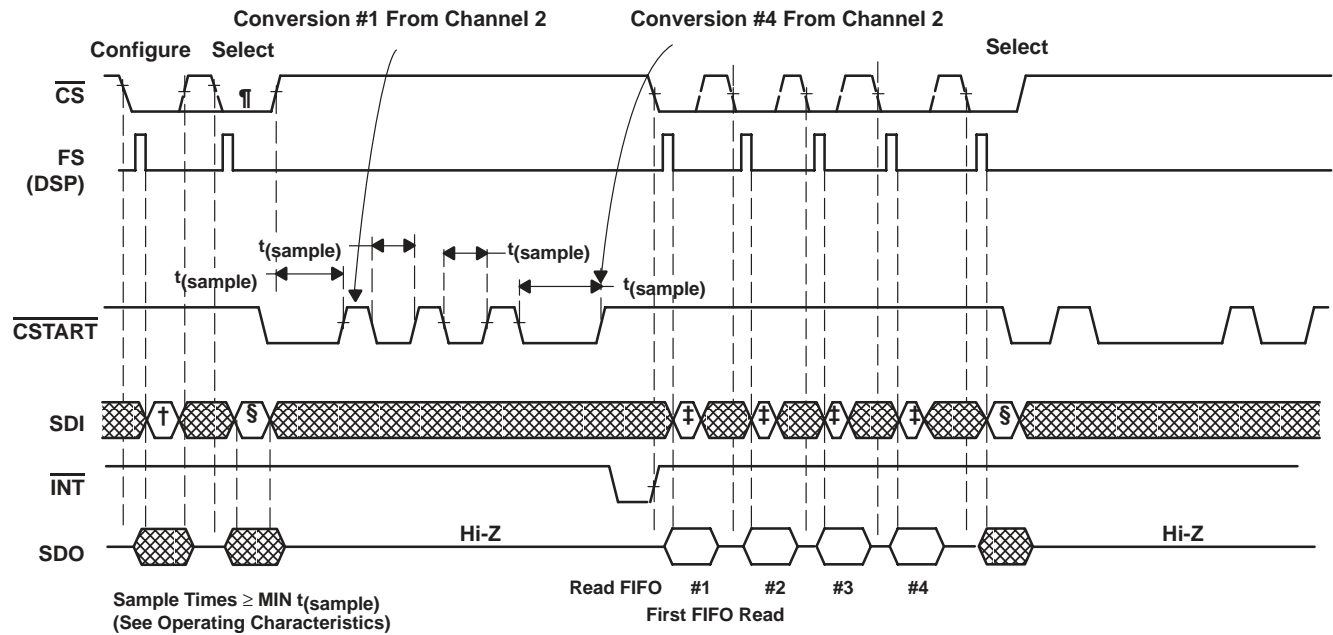 Conversion #1 From Channel 2
Conversion #4 From Channel 2
Configure
Select
Select
CS
¶
FS
(DSP)
t(sample)
t(sample)
t(sample)
t(sample)
CSTART
SDI
†
§
‡
‡
‡
‡
§
INT
SDO
Hi-Z
Hi-Z
Read FIFO
#1
#2
#3
#4
First FIFO Read
Sample Times ≥ MIN t(sample)
(See Operating Characteristics)